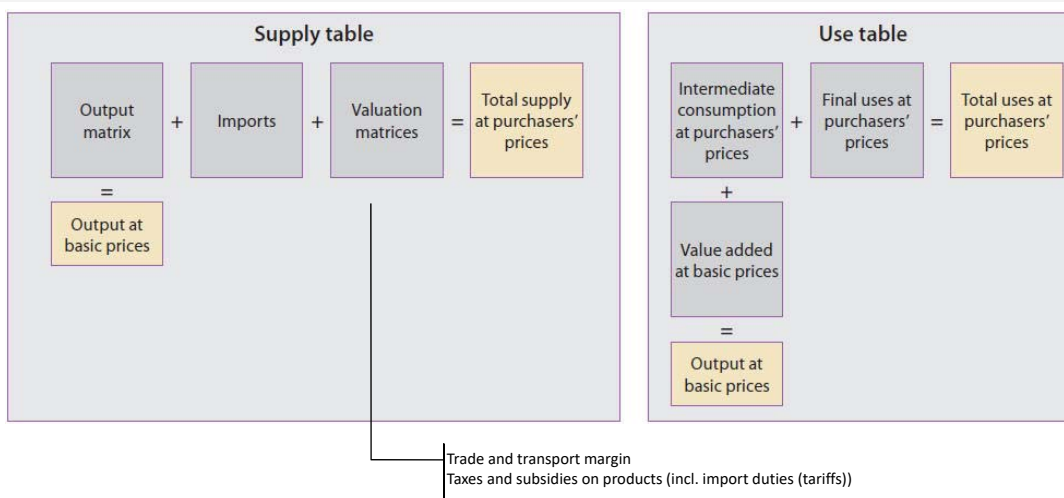 Supply table
Output
matrix
+
Imports
+
Valuation
matrices
=
Total supply
at purchasers'
prices
=
Output at
basic prices
Use table
Intermediate
consumption
at purchasers'
prices
+
Final uses at
purchasers'
prices
=
Total uses at
purchasers'
prices
+
Value added
at basic prices
=
Output at
basic prices
Trade and transport margin
Taxes and subsidies on products (incl. import duties (tariffs))